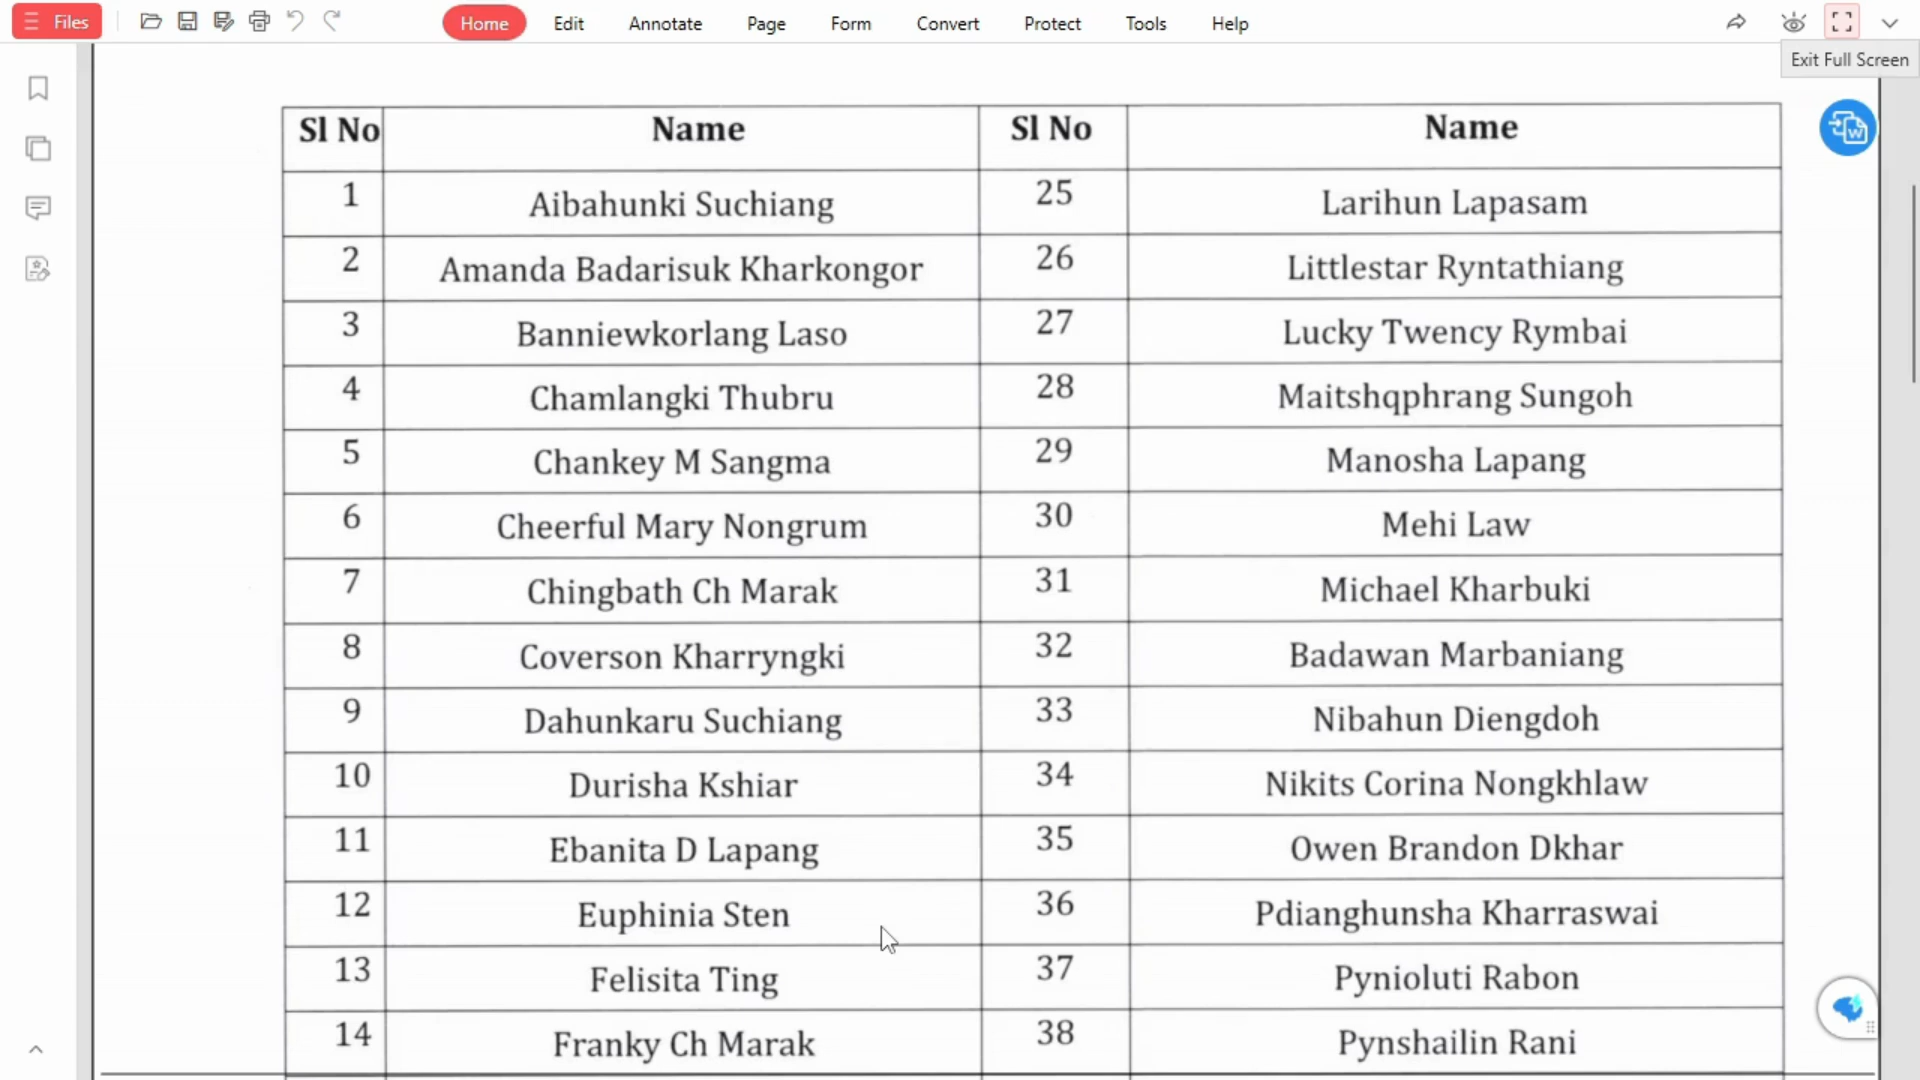 Files Home Edit Annotate Page Form Convert Protect Tools Help
Exit Full Screen
Sl No Name Sl No Name
1 Aibahunki Suchiang 25 Larihun Lapasam
2 Amanda Badarisuk Kharkongor 26 Littlestar Ryntathiang
3 Banniewkorlang Laso 27 Lucky Twency Rymbai
4 Chamlangki Thubru 28 Maitshqphrang Sungoh
5 Chankey M Sangma 29 Manosha Lapang
6 Cheerful Mary Nongrum 30 Mehi Law
7 Chingbath Ch Marak 31 Michael Kharbuki
8 Coverson Kharryngki 32 Badawan Marbaniang
9 Dahunkaru Suchiang 33 Nibahun Diengdoh
10 Durisha Kshiar 34 Nikits Corina Nongkhlaw
11 Ebanita D Lapang 35 Owen Brandon Dkhar
12 Euphinia Sten 36 Pdianghunsha Kharraswai
13 Felisita Ting 37 Pynioluti Rabon
14 Franky Ch Marak 38 Pynshailin Rani